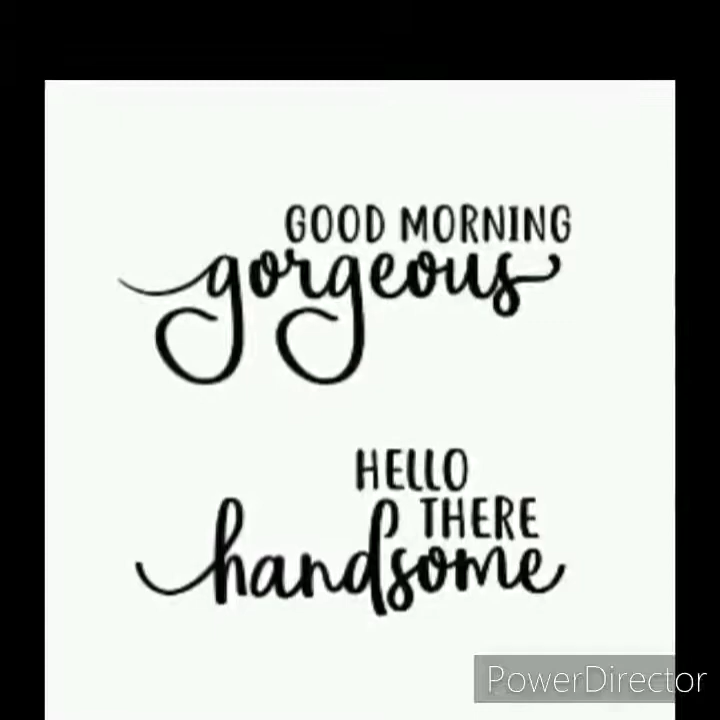 GOOD MORNING
gorgeous
HELLO
THERE
handsome
PowerDirector